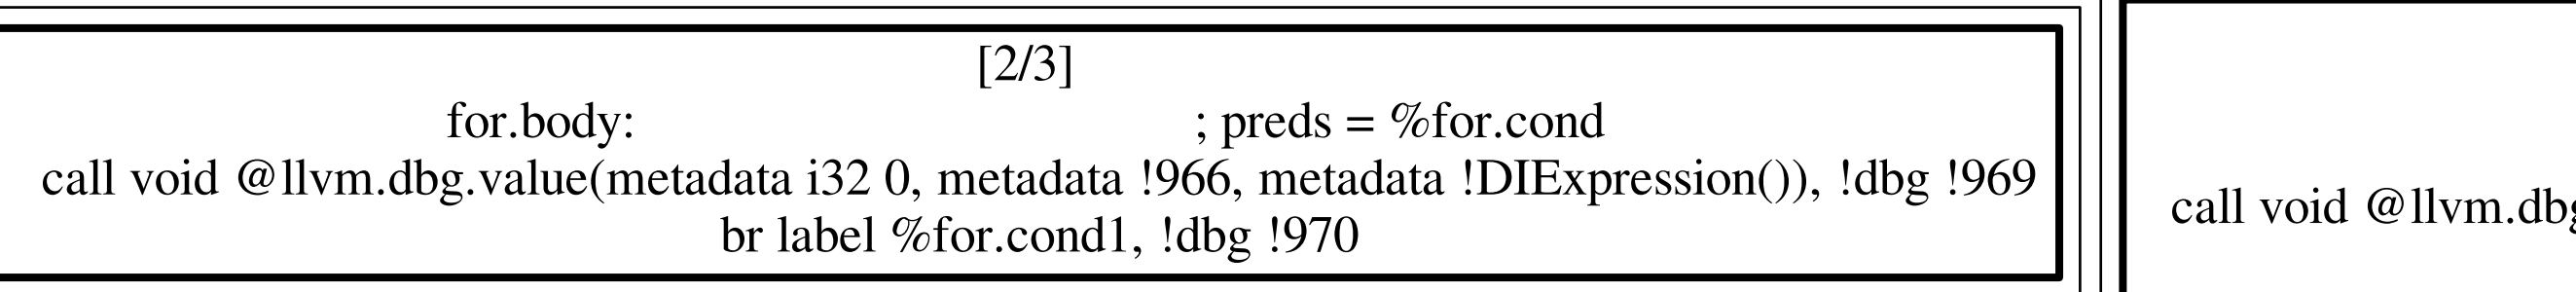 [2/3]
for.body: ; preds = %for.cond
call void @llvm.dbg.value(metadata i32 0, metadata !966, metadata !DIExpression()), !dbg !969
br label %for.cond1, !dbg !970
call void @llvm.dbg